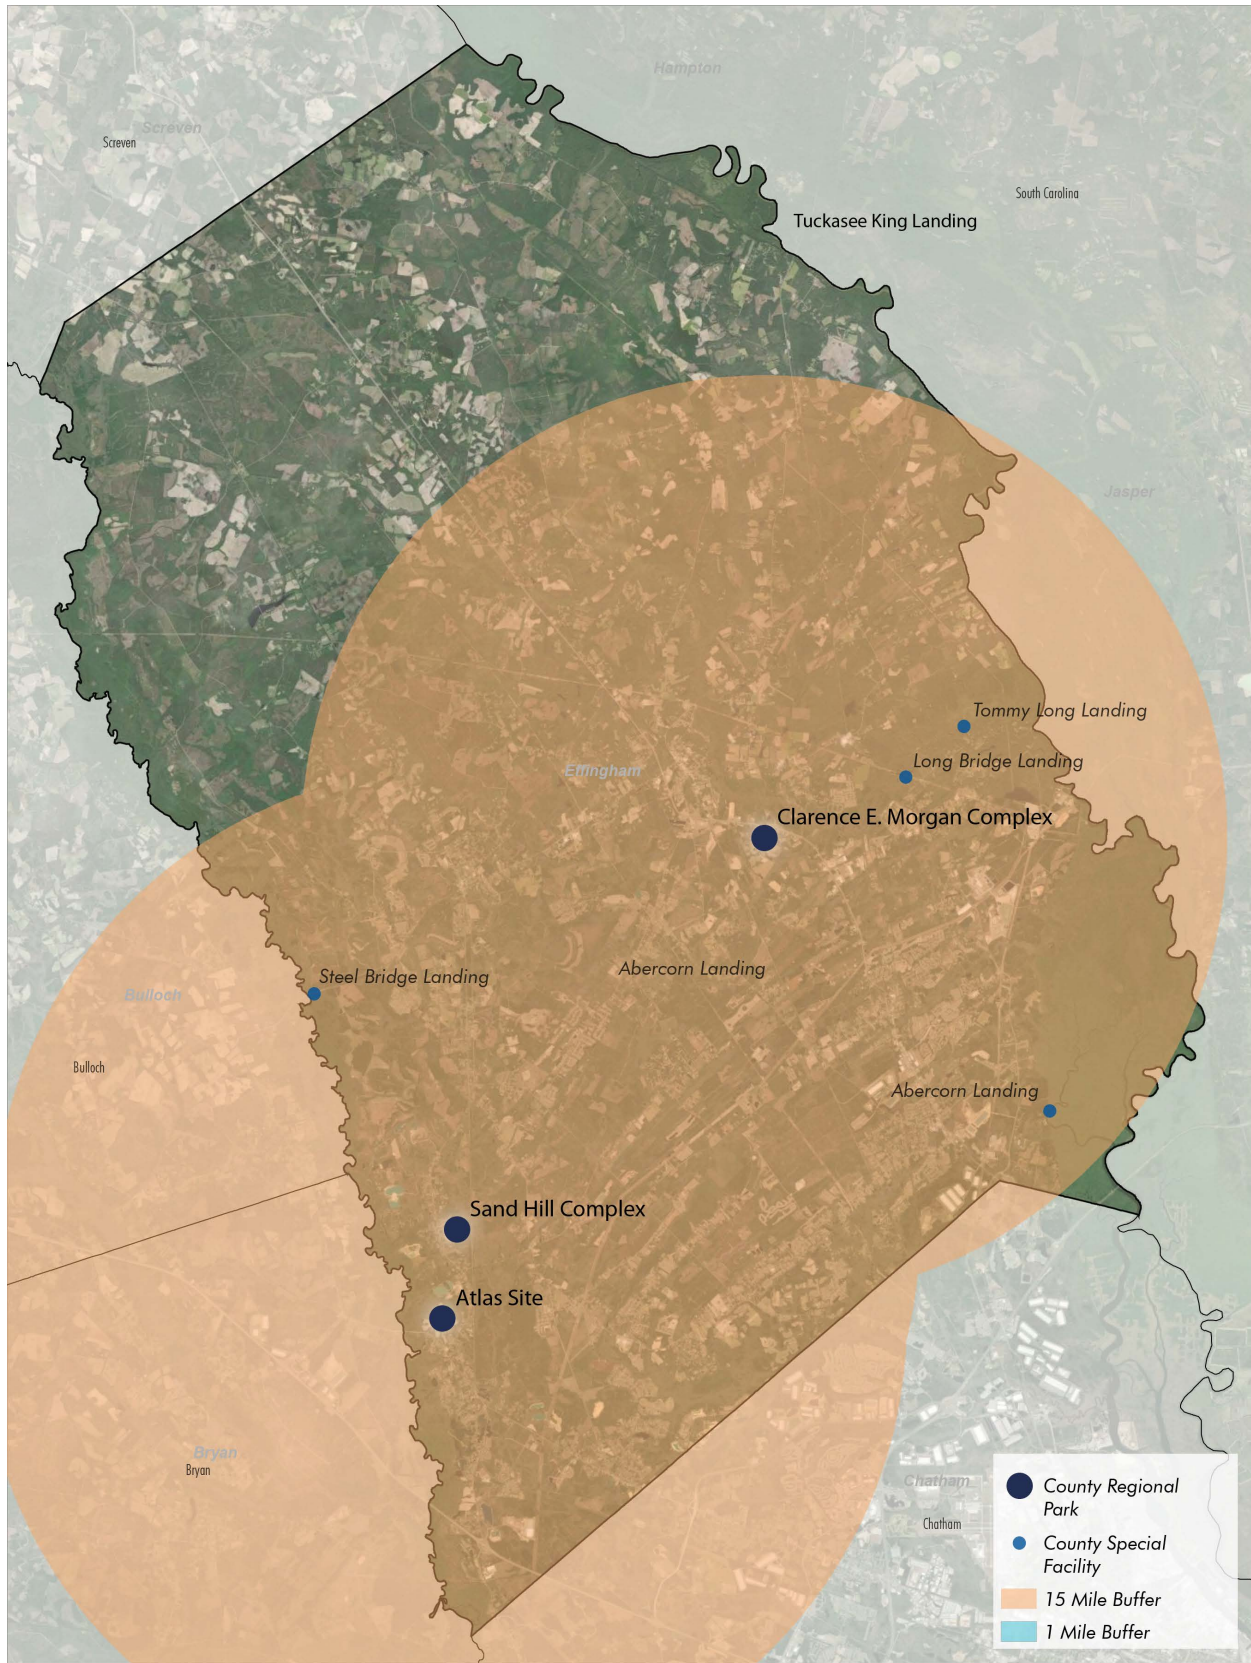 Hampton
Screven
Screven
South Carolina
Tuckasee King Landing
Jasper
Tommy Long Landing
Long Bridge Landing
Effingham
Clarence E. Morgan Complex
Abercorn Landing
Steel Bridge Landing
Bulloch
Bulloch
Abercorn Landing
Sand Hill Complex
Atlas Site
Bryan
Bryan
Chatham
Chatham
County Regional
Park
County Special
Facility
15 Mile Buffer
1 Mile Buffer